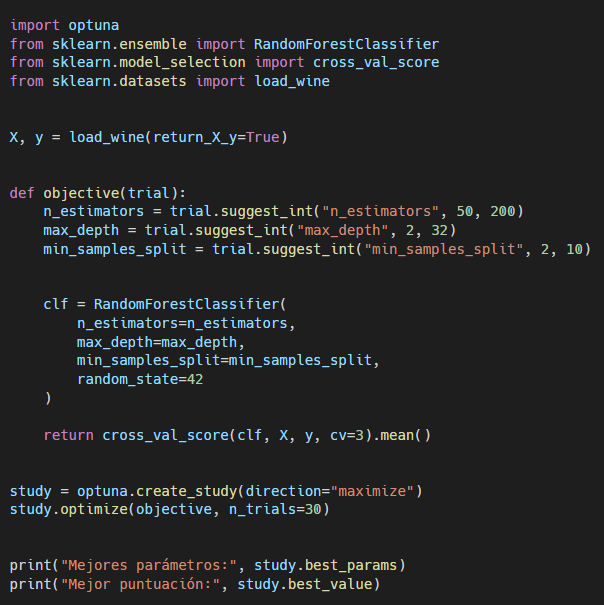 import optuna
from sklearn.ensemble import RandomForestClassifier
from sklearn.model_selection import cross_val_score
from sklearn.datasets import load_wine
X, y = load_wine(return_X_y=True)
def objective(trial):
    n_estimators = trial.suggest_int("n_estimators", 50, 200)
    max_depth = trial.suggest_int("max_depth", 2, 32)
    min_samples_split = trial.suggest_int("min_samples_split", 2, 10)
    clf = RandomForestClassifier(
        n_estimators=n_estimators,
        max_depth=max_depth,
        min_samples_split=min_samples_split,
        random_state=42
    )
    return cross_val_score(clf, X, y, cv=3).mean()
study = optuna.create_study(direction="maximize")
study.optimize(objective, n_trials=30)
print("Mejores parámetros:", study.best_params)
print("Mejor puntuación:", study.best_value)